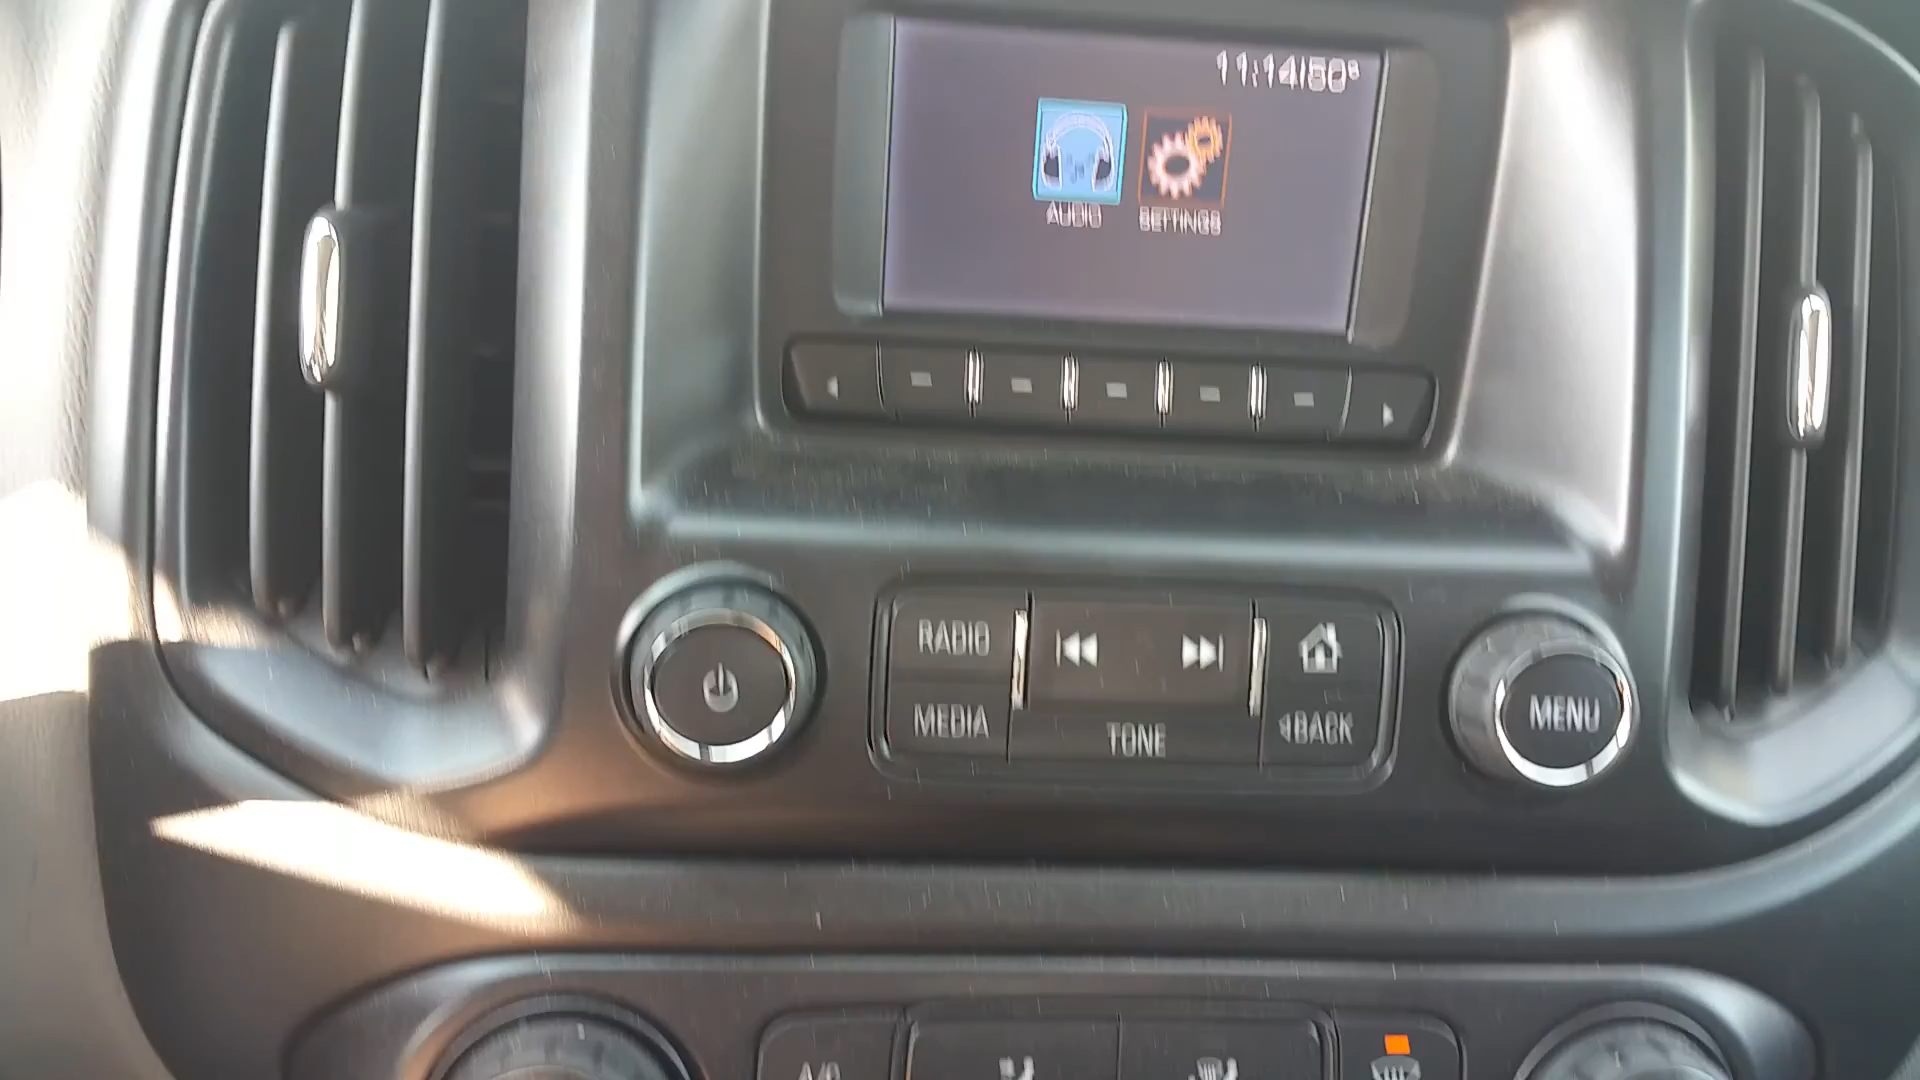 11:14
AUDIO SETTINGS
RADIO
MEDIA
TONE
BACK
MENU
A/C